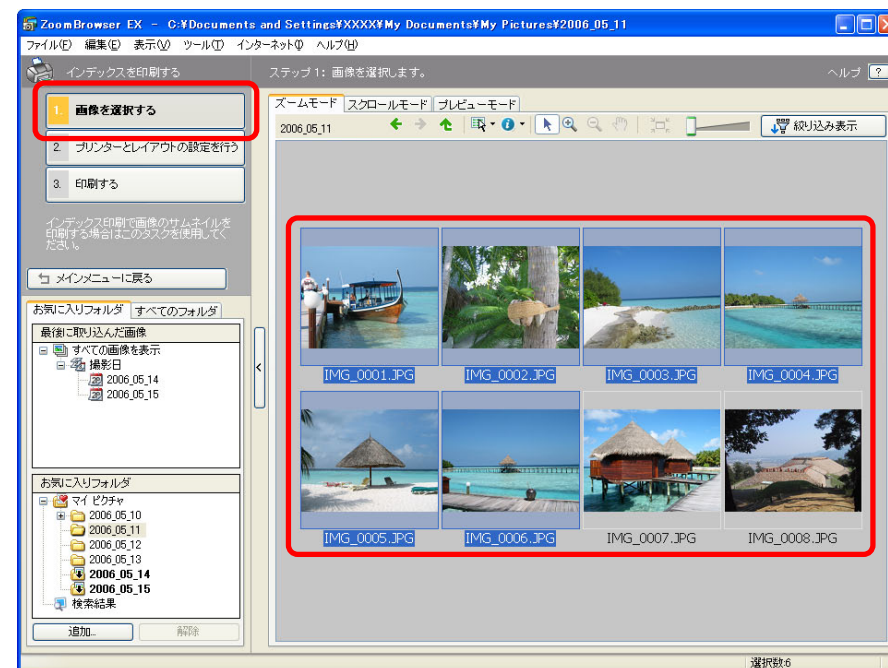 ZoomBrowser EX - C:¥Documents and Settings¥XXXX¥My Documents¥My Pictures¥2006_05_11
ファイル(F) 編集(E) 表示(V) ツール(T) インターネット(I) ヘルプ(H)
インデックスを印刷する
ステップ1: 画像を選択します。
ヘルプ ?
1. 画像を選択する
2. プリンターとレイアウトの設定を行う
3. 印刷する
インデックス印刷で画像のサムネイルを
印刷する場合はこのタスクを使用してく
ださい。
メインメニューに戻る
お気に入りフォルダ すべてのフォルダ
最後に取り込んだ画像
すべての画像を表示
撮影日
2006_05_14
2006_05_15
お気に入りフォルダ
マイ ピクチャ
2006_05_10
2006_05_11
2006_05_12
2006_05_13
2006_05_14
2006_05_15
検索結果
追加... 解除
ズームモード スクロールモード プレビューモード
2006_05_11
絞り込み表示
IMG_0001.JPG IMG_0002.JPG IMG_0003.JPG IMG_0004.JPG
IMG_0005.JPG IMG_0006.JPG IMG_0007.JPG IMG_0008.JPG
選択数:6